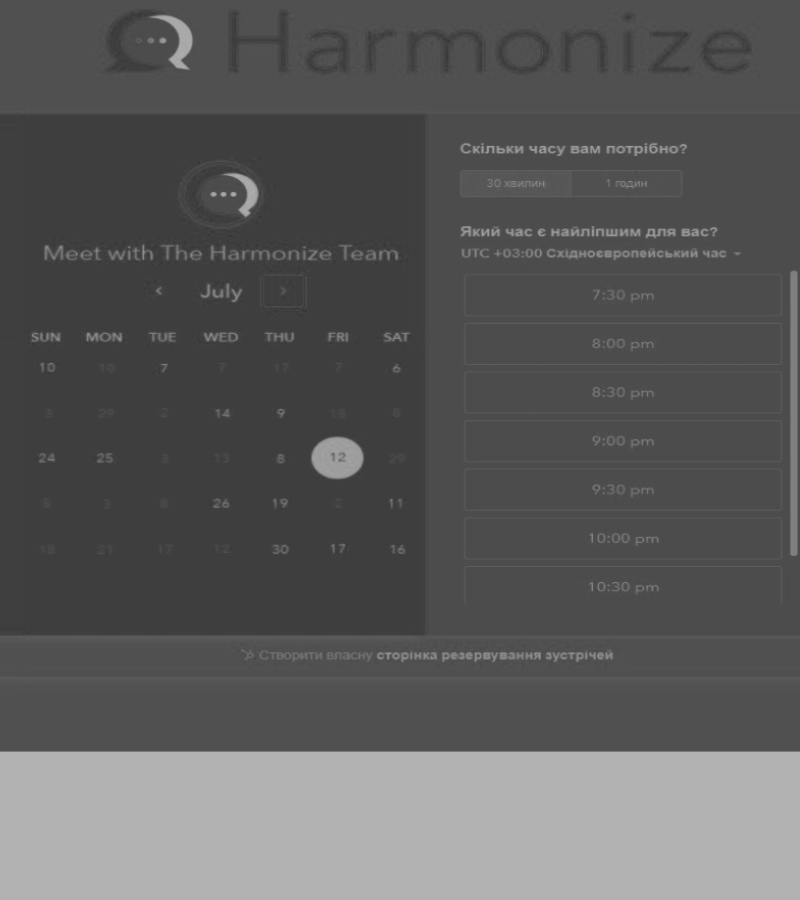 Harmonize
Meet with The Harmonize Team
‹ July ›
SUN MON TUE WED THU FRI SAT
10 10 7 7 17 7 6
3 29 2 14 9 18 8
24 25 3 13 8 12 29
5 3 8 26 19 2 11
18 21 17 12 30 17 16
Скільки часу вам потрібно?
30 хвилин 1 годин
Який час є найліпшим для вас?
UTC +03:00 Східноєвропейський час
7:30 pm
8:00 pm
8:30 pm
9:00 pm
9:30 pm
10:00 pm
10:30 pm
Створити власну сторінка резервування зустрічей